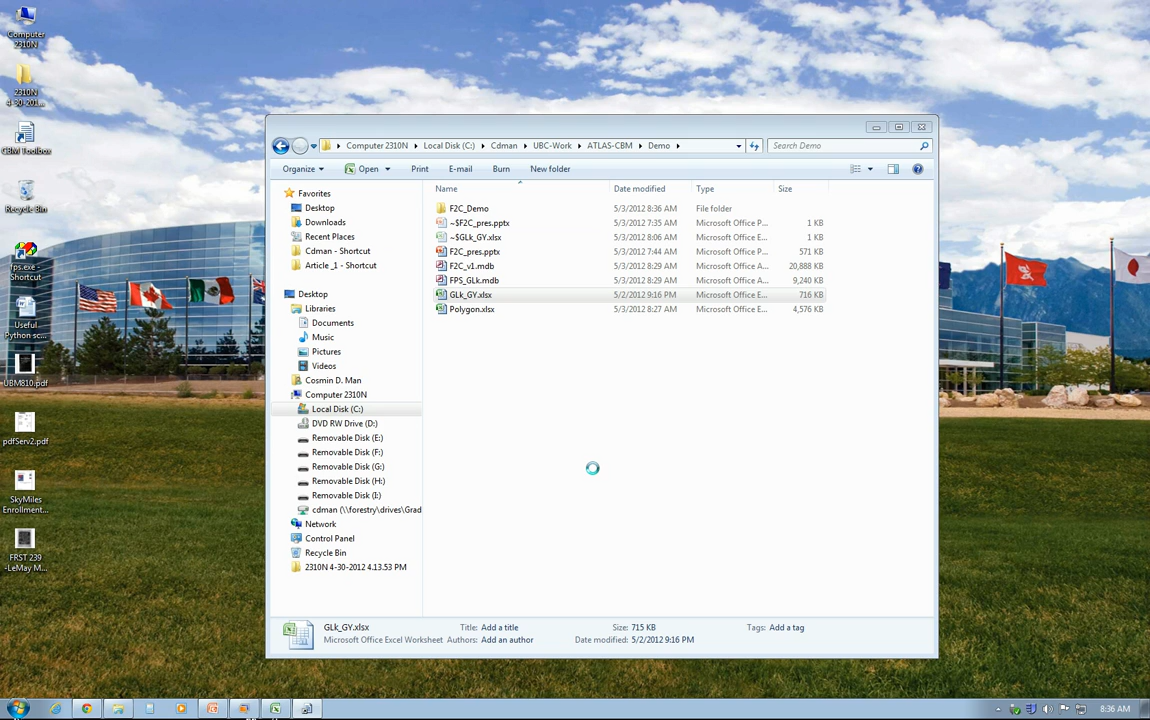 Computer
2310N
2310N
4-30-201...
CBM Toolbox
Recycle Bin
fps.exe -
Shortcut
Useful
Python sc...
UBM810.pdf
pdfServ2.pdf
SkyMiles
Enrollment...
FRST 239
-LeMay M...
Computer 2310N
Local Disk (C:)
Cdman
UBC-Work
ATLAS-CBM
Demo
Search Demo
Organize
Open
Print
E-mail
Burn
New folder
Favorites
Desktop
Downloads
Recent Places
Cdman - Shortcut
Article _1 - Shortcut
Desktop
Libraries
Documents
Music
Pictures
Videos
Cosmin D. Man
Computer 2310N
Local Disk (C:)
DVD RW Drive (D:)
Removable Disk (E:)
Removable Disk (F:)
Removable Disk (G:)
Removable Disk (H:)
Removable Disk (I:)
cdman (\\forestry\drives\Grad
Network
Control Panel
Recycle Bin
2310N 4-30-2012 4.13.53 PM
Name Date modified Type Size
F2C_Demo 5/3/2012 8:36 AM File folder
~$F2C_pres.pptx 5/3/2012 7:35 AM Microsoft Office P... 1 KB
~$GLk_GY.xlsx 5/3/2012 8:06 AM Microsoft Office E... 1 KB
F2C_pres.pptx 5/3/2012 7:44 AM Microsoft Office P... 571 KB
F2C_v1.mdb 5/3/2012 8:29 AM Microsoft Office A... 20,888 KB
FPS_GLk.mdb 5/3/2012 8:29 AM Microsoft Office A... 9,240 KB
GLk_GY.xlsx 5/2/2012 9:16 PM Microsoft Office E... 716 KB
Polygon.xlsx 5/3/2012 8:27 AM Microsoft Office E... 4,576 KB
GLk_GY.xlsx Title: Add a title Size: 715 KB Tags: Add a tag
Microsoft Office Excel Worksheet Authors: Add an author Date modified: 5/2/2012 9:16 PM
8:36 AM